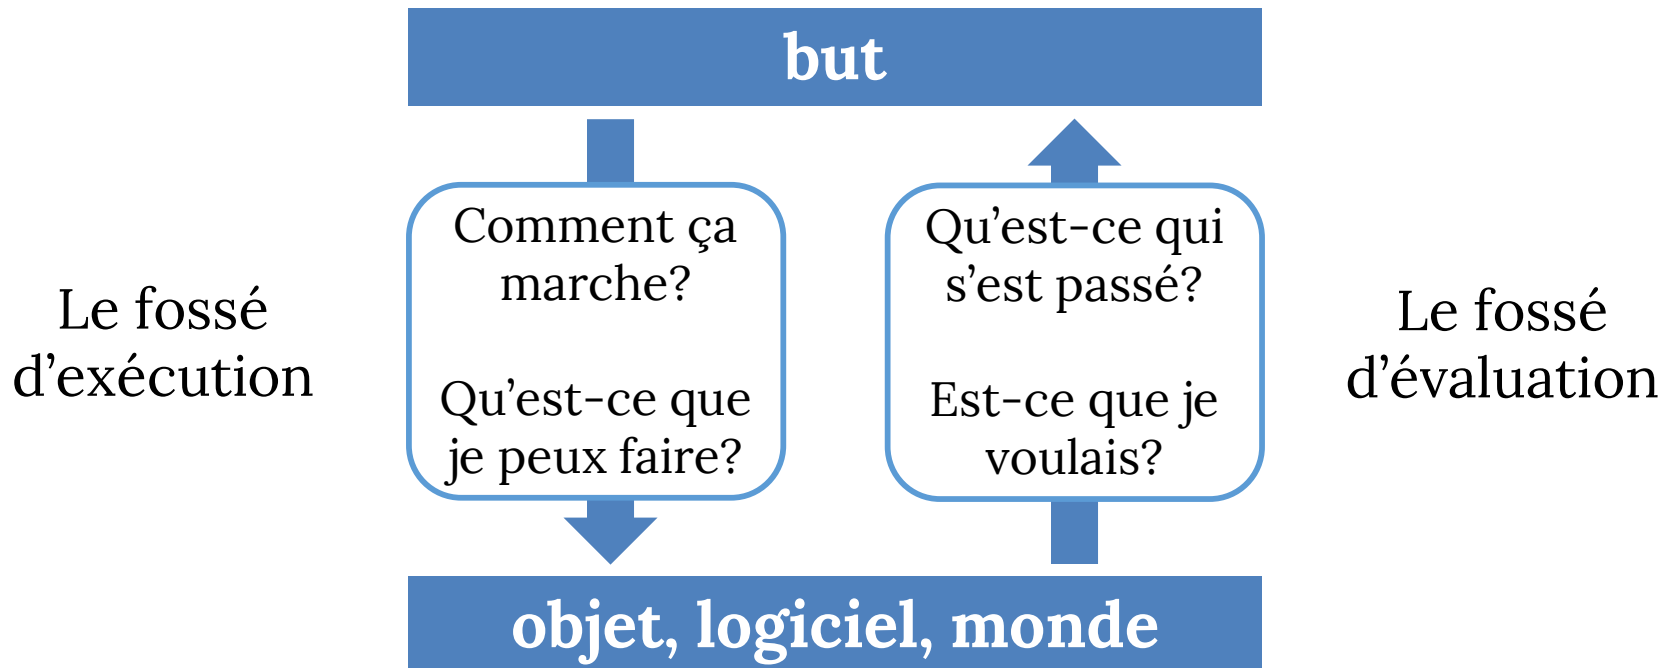 but
Le fossé
d’exécution
Comment ça
marche?
Qu’est-ce que
je peux faire?
Qu’est-ce qui
s’est passé?
Est-ce que je
voulais?
Le fossé
d’évaluation
objet, logiciel, monde